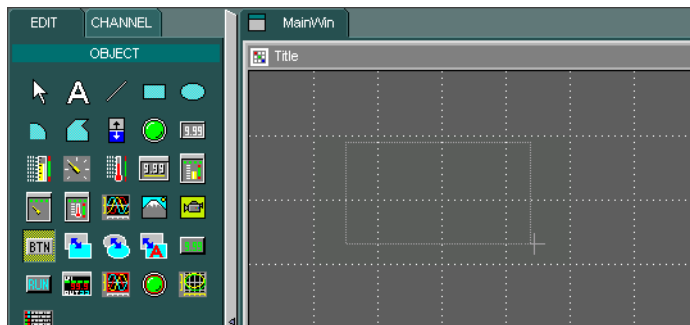 EDIT
CHANNEL
MainWin
OBJECT
Title
A
9.99
9.99
BTN
A
RUN